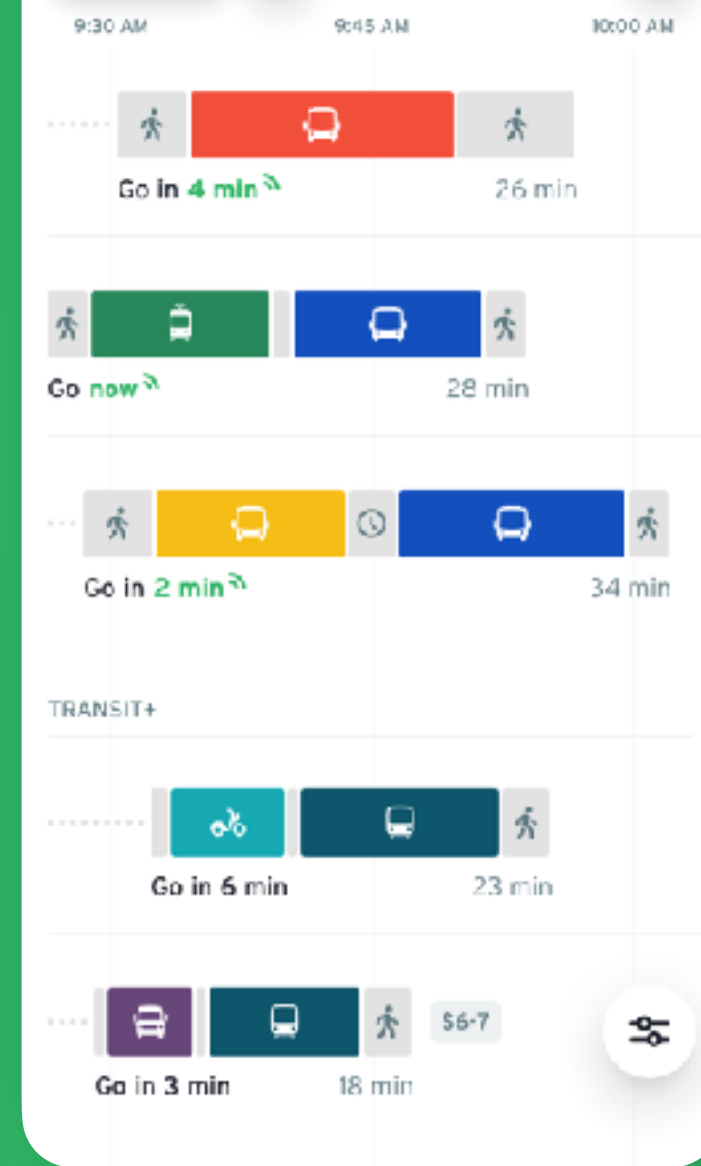 9:30 AM 9:45 AM 10:00 AM
Go in 4 min 26 min
Go now 28 min
Go in 2 min 34 min
TRANSIT+
Go in 6 min 23 min
$6-7
Go in 3 min 18 min